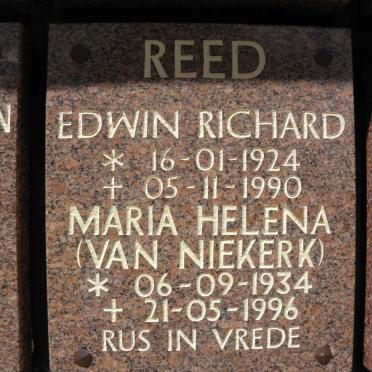 REED
EDWIN RICHARD
* 16-01-1924
+ 05-11-1990
MARIA HELENA
(VAN NIEKERK)
* 06-09-1934
+ 21-05-1996
RUS IN VREDE
N